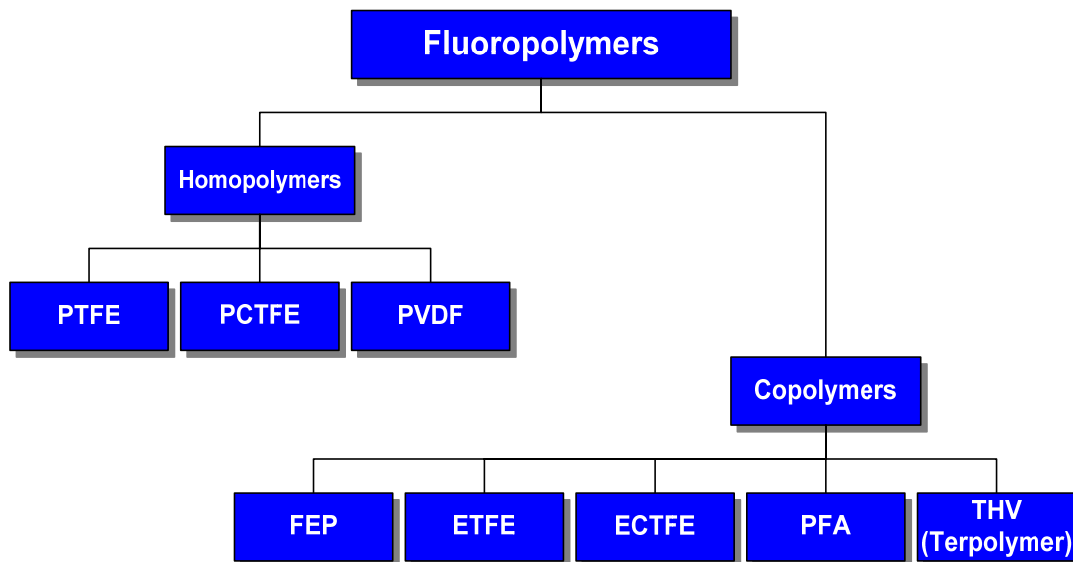 Fluoropolymers
Homopolymers
PTFE
PCTFE
PVDF
Copolymers
FEP
ETFE
ECTFE
PFA
THV
(Terpolymer)